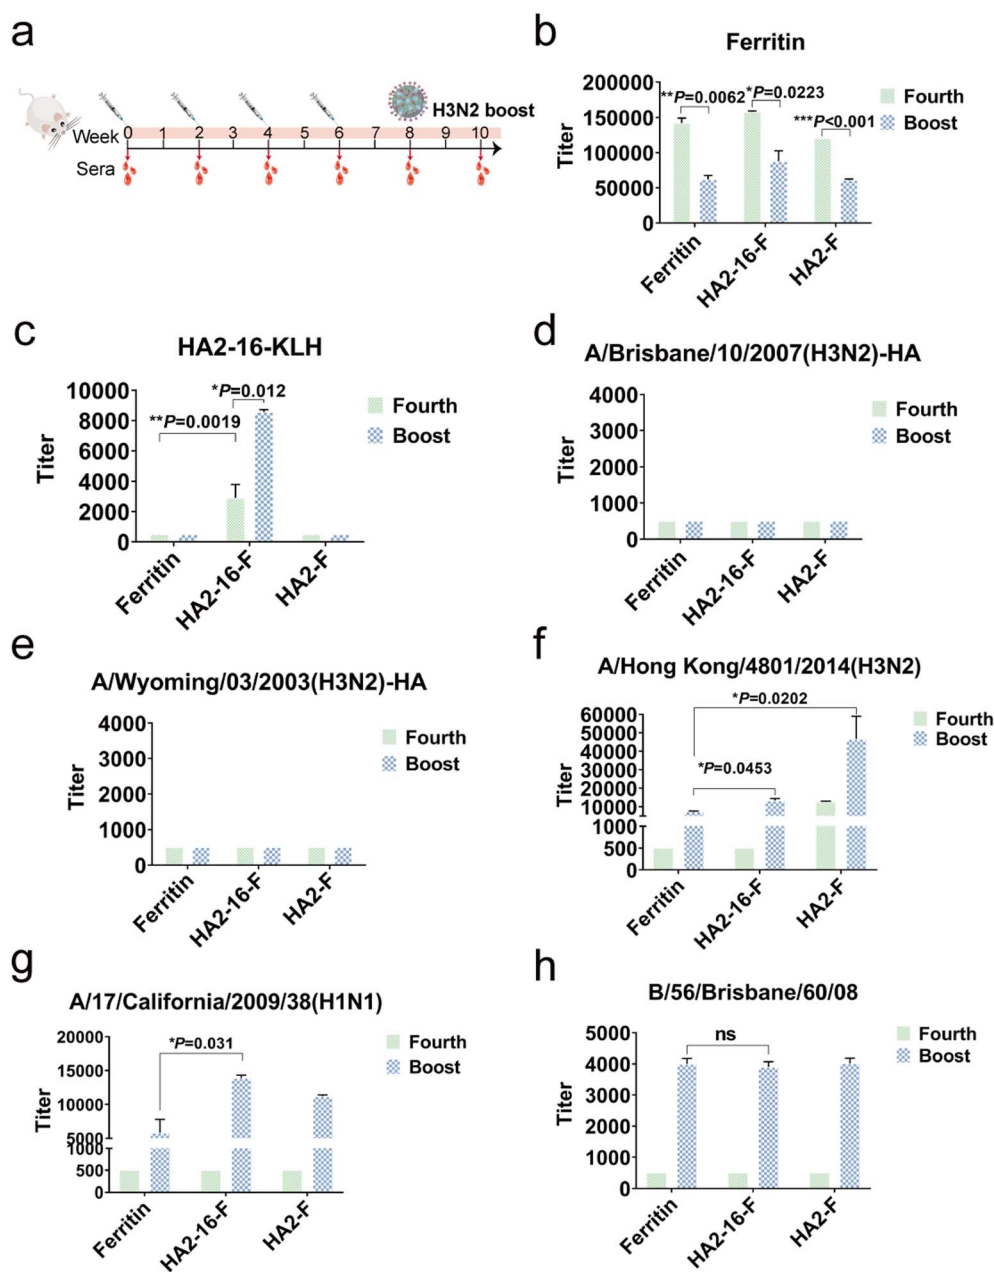 a
H3N2 boost
Week 0 1 2 3 4 5 6 7 8 9 10
Sera
b
Ferritin
Titer
200000
150000
100000
50000
0
**P=0.0062
*P=0.0223
***P<0.001
Fourth
Boost
Ferritin
HA2-16-F
HA2-F
c
HA2-16-KLH
Titer
10000
8000
6000
4000
2000
0
*P=0.012
**P=0.0019
Fourth
Boost
Ferritin
HA2-16-F
HA2-F
d
A/Brisbane/10/2007(H3N2)-HA
Titer
4000
3000
2000
1000
0
Fourth
Boost
Ferritin
HA2-16-F
HA2-F
e
A/Wyoming/03/2003(H3N2)-HA
Titer
4000
3000
2000
1000
0
Fourth
Boost
Ferritin
HA2-16-F
HA2-F
f
A/Hong Kong/4801/2014(H3N2)
Titer
60000
50000
40000
30000
20000
10000
1000
500
0
*P=0.0202
*P=0.0453
Fourth
Boost
Ferritin
HA2-16-F
HA2-F
g
A/17/California/2009/38(H1N1)
Titer
20000
15000
10000
5000
1000
500
0
*P=0.031
Fourth
Boost
Ferritin
HA2-16-F
HA2-F
h
B/56/Brisbane/60/08
Titer
5000
4000
3000
2000
1000
0
ns
Fourth
Boost
Ferritin
HA2-16-F
HA2-F